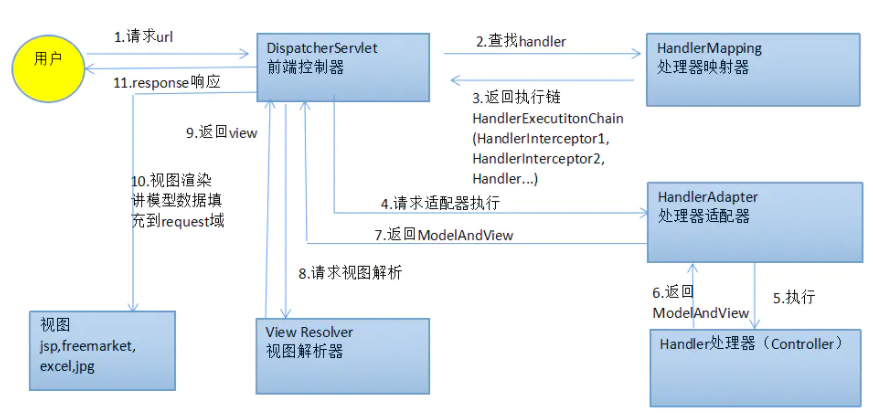 用户
1.请求url
11.response响应
DispatcherServlet
前端控制器
2.查找handler
HandlerMapping
处理器映射器
3.返回执行链
HandlerExecutitonChain
(HandlerInterceptor1,
HandlerInterceptor2,
Handler...)
9.返回view
10.视图渲染
讲模型数据填
充到request域
4.请求适配器执行
7.返回ModelAndView
HandlerAdapter
处理器适配器
8.请求视图解析
6.返回
ModelAndView
5.执行
视图
jsp,freemarket,
excel,jpg
View Resolver
视图解析器
Handler处理器（Controller）